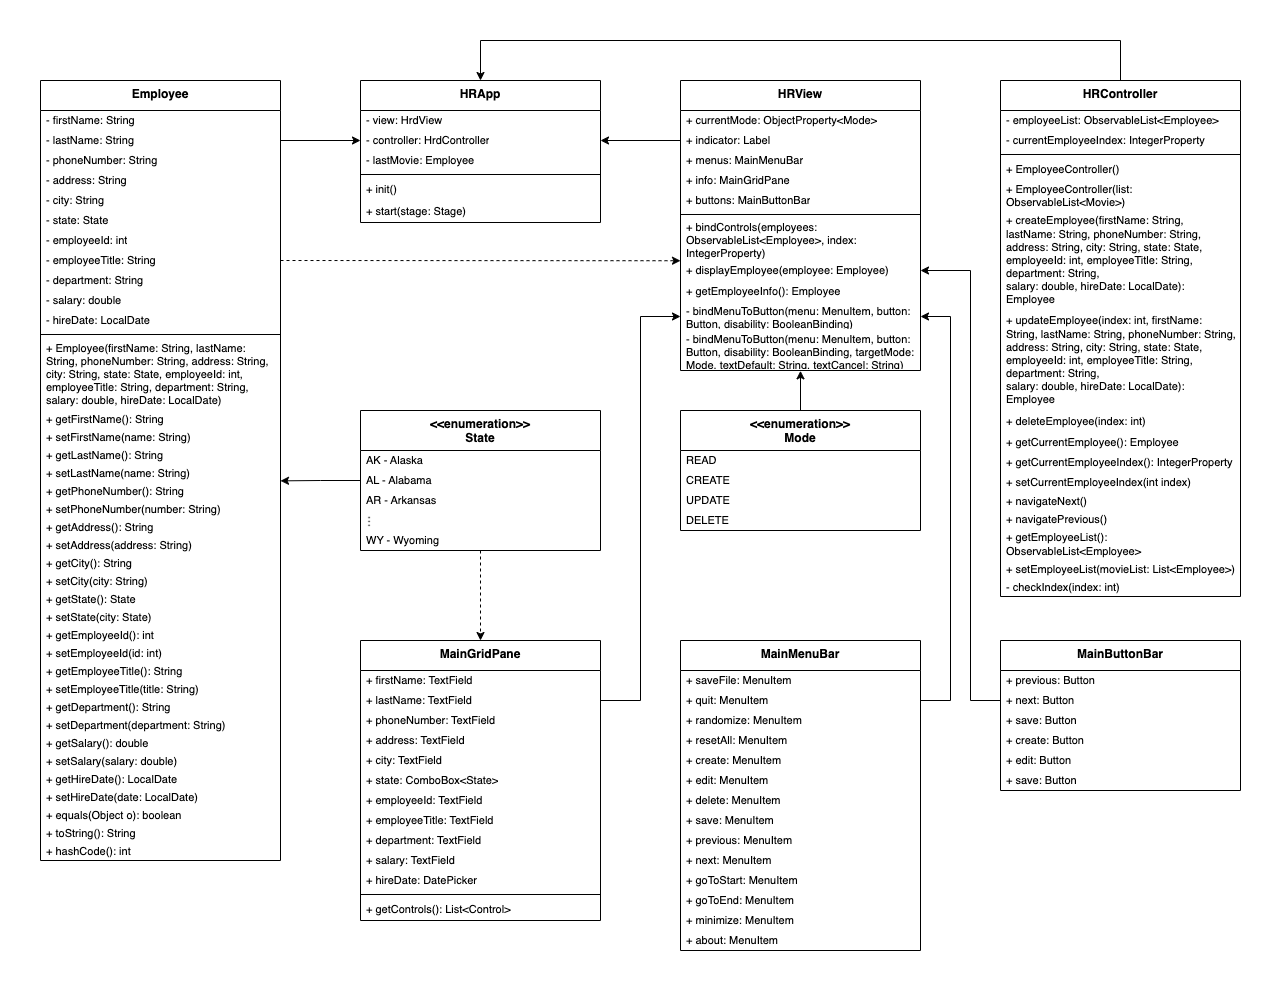 Employee
- firstName: String
- lastName: String
- phoneNumber: String
- address: String
- city: String
- state: State
- employeeId: int
- employeeTitle: String
- department: String
- salary: double
- hireDate: LocalDate
+ Employee(firstName: String, lastName:
String, phoneNumber: String, address: String,
city: String, state: State, employeeId: int,
employeeTitle: String, department: String,
salary: double, hireDate: LocalDate)
+ getFirstName(): String
+ setFirstName(name: String)
+ getLastName(): String
+ setLastName(name: String)
+ getPhoneNumber(): String
+ setPhoneNumber(number: String)
+ getAddress(): String
+ setAddress(address: String)
+ getCity(): String
+ setCity(city: String)
+ getState(): State
+ setState(city: State)
+ getEmployeeId(): int
+ setEmployeeId(id: int)
+ getEmployeeTitle(): String
+ setEmployeeTitle(title: String)
+ getDepartment(): String
+ setDepartment(department: String)
+ getSalary(): double
+ setSalary(salary: double)
+ getHireDate(): LocalDate
+ setHireDate(date: LocalDate)
+ equals(Object o): boolean
+ toString(): String
+ hashCode(): int
HRApp
- view: HrdView
- controller: HrdController
- lastMovie: Employee
+ init()
+ start(stage: Stage)
HRView
+ currentMode: ObjectProperty<Mode>
+ indicator: Label
+ menus: MainMenuBar
+ info: MainGridPane
+ buttons: MainButtonBar
+ bindControls(employees:
ObservableList<Employee>, index:
IntegerProperty)
+ displayEmployee(employee: Employee)
+ getEmployeeInfo(): Employee
- bindMenuToButton(menu: MenuItem, button:
Button, disability: BooleanBinding)
- bindMenuToButton(menu: MenuItem, button:
Button, disability: BooleanBinding, targetMode:
Mode, textDefault: String, textCancel: String)
HRController
- employeeList: ObservableList<Employee>
- currentEmployeeIndex: IntegerProperty
+ EmployeeController()
+ EmployeeController(list:
ObservableList<Movie>)
+ createEmployee(firstName: String,
lastName: String, phoneNumber: String,
address: String, city: String, state: State,
employeeId: int, employeeTitle: String,
department: String,
salary: double, hireDate: LocalDate):
Employee
+ updateEmployee(index: int, firstName:
String, lastName: String, phoneNumber: String,
address: String, city: String, state: State,
employeeId: int, employeeTitle: String,
department: String,
salary: double, hireDate: LocalDate):
Employee
+ deleteEmployee(index: int)
+ getCurrentEmployee(): Employee
+ getCurrentEmployeeIndex(): IntegerProperty
+ setCurrentEmployeeIndex(int index)
+ navigateNext()
+ navigatePrevious()
+ getEmployeeList():
ObservableList<Employee>
+ setEmployeeList(movieList: List<Employee>)
- checkIndex(index: int)
<<enumeration>>
State
AK - Alaska
AL - Alabama
AR - Arkansas
⋮
WY - Wyoming
<<enumeration>>
Mode
READ
CREATE
UPDATE
DELETE
MainGridPane
+ firstName: TextField
+ lastName: TextField
+ phoneNumber: TextField
+ address: TextField
+ city: TextField
+ state: ComboBox<State>
+ employeeId: TextField
+ employeeTitle: TextField
+ department: TextField
+ salary: TextField
+ hireDate: DatePicker
+ getControls(): List<Control>
MainMenuBar
+ saveFile: MenuItem
+ quit: MenuItem
+ randomize: MenuItem
+ resetAll: MenuItem
+ create: MenuItem
+ edit: MenuItem
+ delete: MenuItem
+ save: MenuItem
+ previous: MenuItem
+ next: MenuItem
+ goToStart: MenuItem
+ goToEnd: MenuItem
+ minimize: MenuItem
+ about: MenuItem
MainButtonBar
+ previous: Button
+ next: Button
+ save: Button
+ create: Button
+ edit: Button
+ save: Button